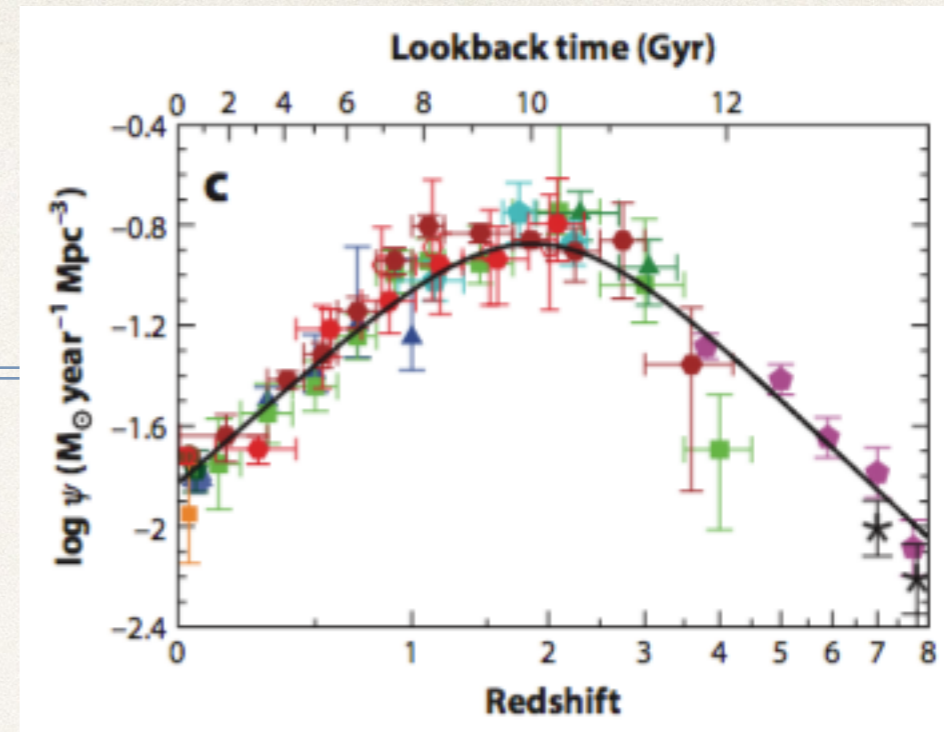 Lookback time (Gyr)
0 2 4 6 8 10 12
−0.4
c
−0.8
−1.2
−1.6
−2
−2.4
log ψ (M⊙ year⁻¹ Mpc⁻³)
0 1 2 3 4 5 6 7 8
Redshift